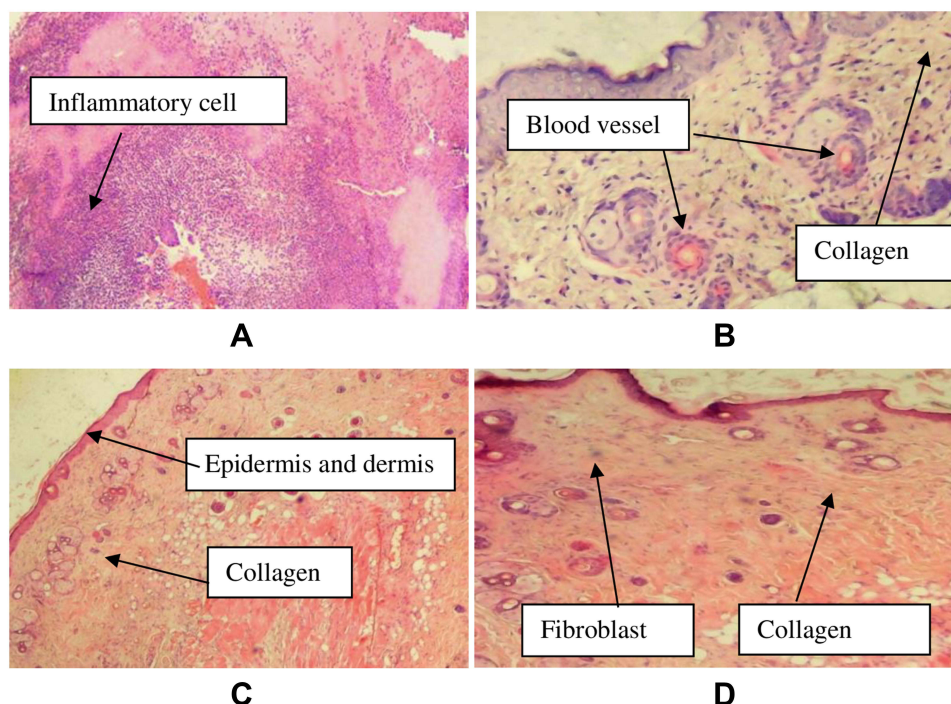 Inflammatory cell
Blood vessel
Collagen
A
B
Epidermis and dermis
Collagen
Fibroblast
Collagen
C
D